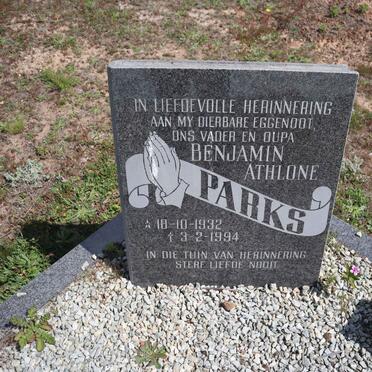 IN LIEFDEVOLLE HERINNERING
AAN MY DIERBARE EGGENOOT,
ONS VADER EN OUPA
BENJAMIN
ATHLONE
PARKS
* 18-10-1932
† 3-2-1994
IN DIE TUIN VAN HERINNERING
STERF LIEFDE NOOIT